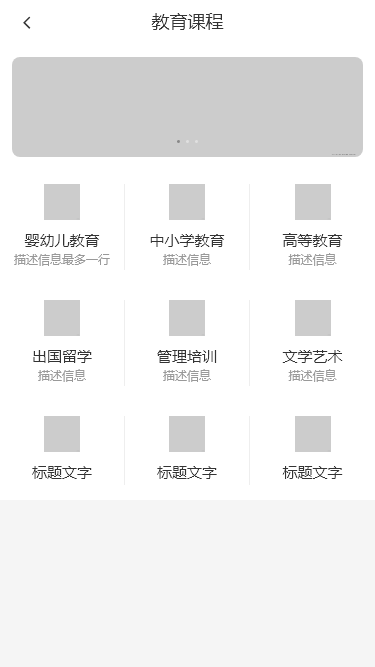 教育课程
婴幼儿教育 中小学教育 高等教育
描述信息最多一行 描述信息 描述信息
出国留学 管理培训 文学艺术
描述信息 描述信息 描述信息
标题文字 标题文字 标题文字